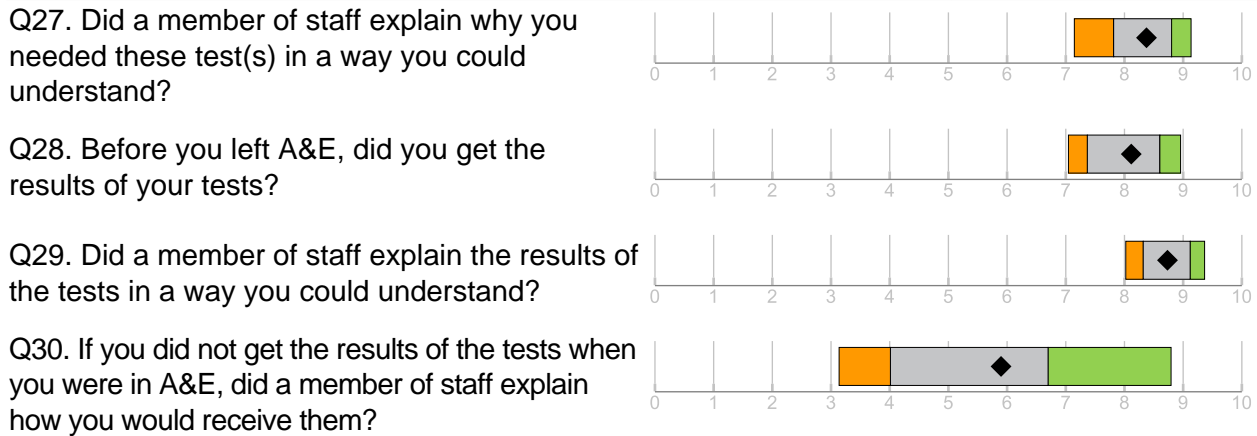 Q27. Did a member of staff explain why you
needed these test(s) in a way you could
understand?
0 1 2 3 4 5 6 7 8 9 10
Q28. Before you left A&E, did you get the
results of your tests?
0 1 2 3 4 5 6 7 8 9 10
Q29. Did a member of staff explain the results of
the tests in a way you could understand?
0 1 2 3 4 5 6 7 8 9 10
Q30. If you did not get the results of the tests when
you were in A&E, did a member of staff explain
how you would receive them?
0 1 2 3 4 5 6 7 8 9 10